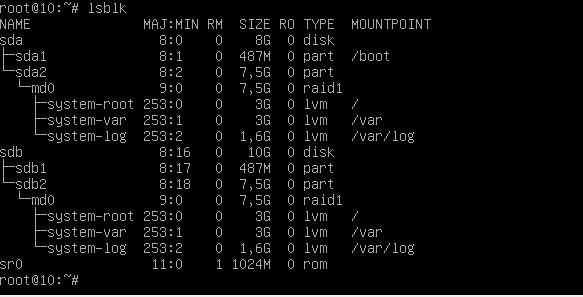 root@10:~# lsblk
NAME                MAJ:MIN RM  SIZE RO TYPE  MOUNTPOINT
sda                   8:0    0    8G  0 disk
├─sda1                8:1    0  487M  0 part  /boot
└─sda2                8:2    0  7,5G  0 part
  └─md0               9:0    0  7,5G  0 raid1
    ├─system-root   253:0    0    3G  0 lvm   /
    ├─system-var    253:1    0    3G  0 lvm   /var
    └─system-log    253:2    0  1,6G  0 lvm   /var/log
sdb                   8:16   0   10G  0 disk
├─sdb1                8:17   0  487M  0 part
└─sdb2                8:18   0  7,5G  0 part
  └─md0               9:0    0  7,5G  0 raid1
    ├─system-root   253:0    0    3G  0 lvm   /
    ├─system-var    253:1    0    3G  0 lvm   /var
    └─system-log    253:2    0  1,6G  0 lvm   /var/log
sr0                  11:0    1 1024M  0 rom
root@10:~#